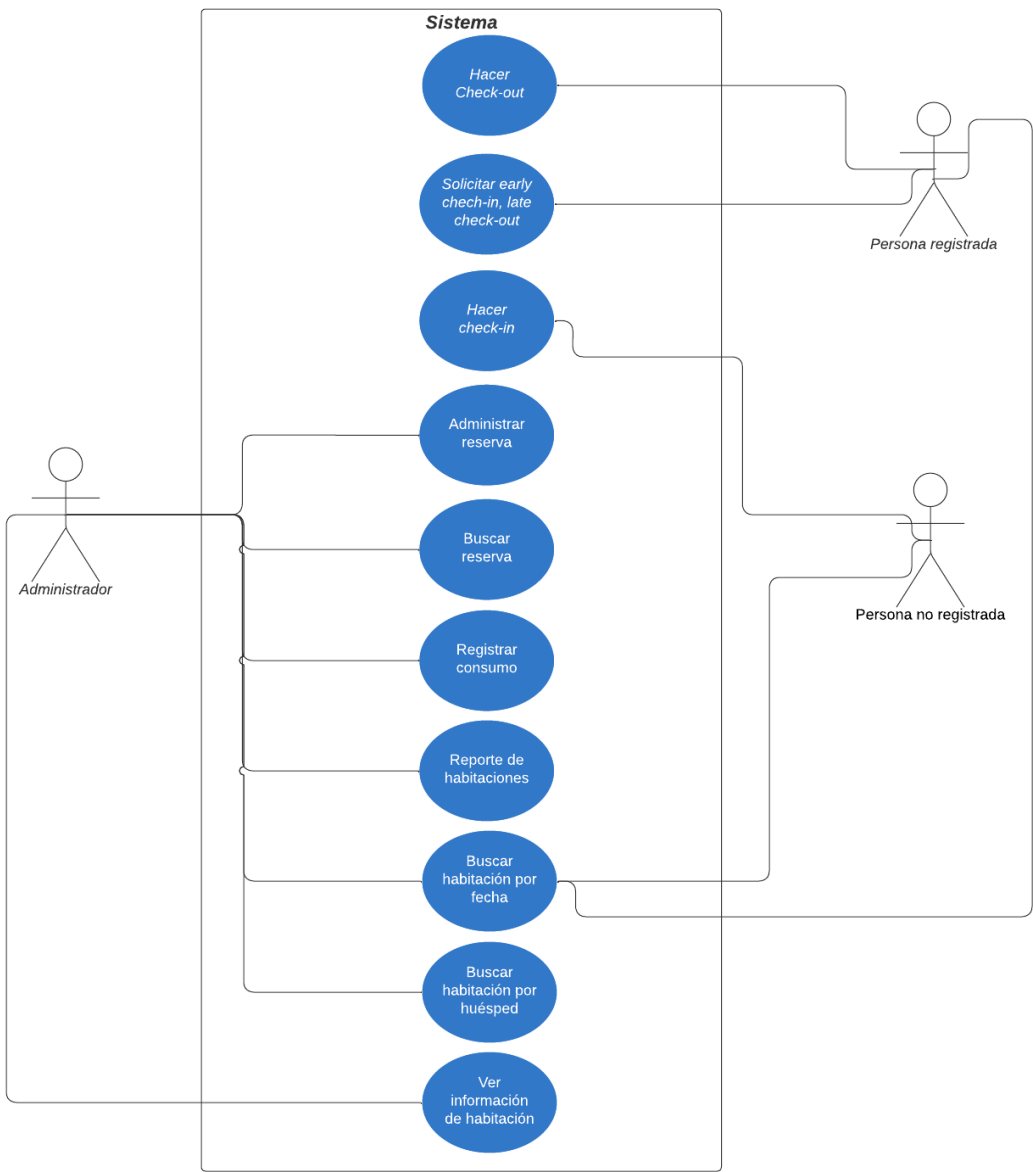 Sistema
Hacer
Check-out
Solicitar early
chech-in, late
check-out
Persona registrada
Hacer
check-in
Administrar
reserva
Buscar
reserva
Administrador
Persona no registrada
Registrar
consumo
Reporte de
habitaciones
Buscar
habitación por
fecha
Buscar
habitación por
huésped
Ver
información
de habitación